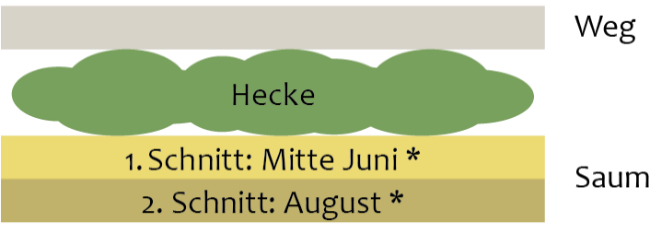 Weg
Hecke
1. Schnitt: Mitte Juni *
2. Schnitt: August *
Saum